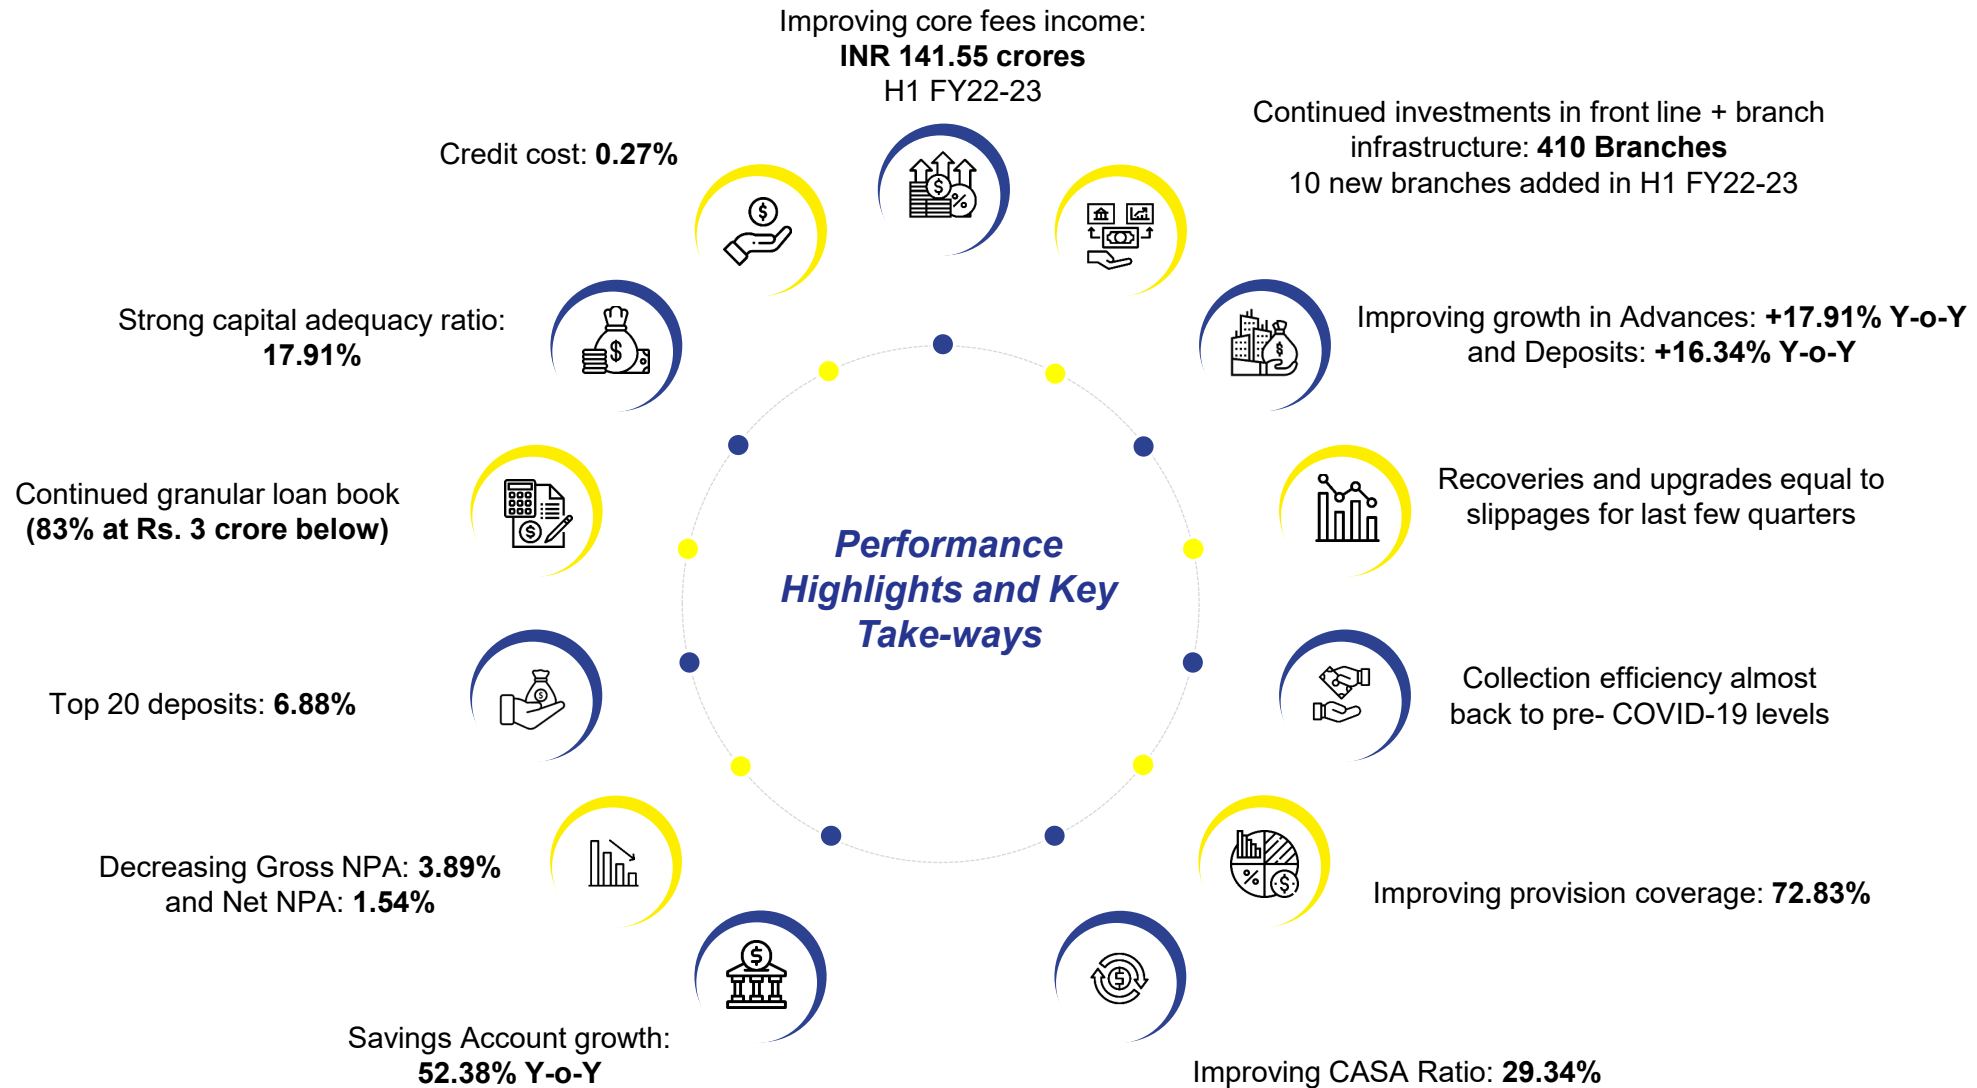 Improving core fees income:
INR 141.55 crores
H1 FY22-23
Continued investments in front line + branch
infrastructure: 410 Branches
10 new branches added in H1 FY22-23
Improving growth in Advances: +17.91% Y-o-Y
and Deposits: +16.34% Y-o-Y
Recoveries and upgrades equal to
slippages for last few quarters
Collection efficiency almost
back to pre- COVID-19 levels
Improving provision coverage: 72.83%
Improving CASA Ratio: 29.34%
Savings Account growth:
52.38% Y-o-Y
Decreasing Gross NPA: 3.89%
and Net NPA: 1.54%
Top 20 deposits: 6.88%
Continued granular loan book
(83% at Rs. 3 crore below)
Strong capital adequacy ratio:
17.91%
Credit cost: 0.27%
Performance
Highlights and Key
Take-ways